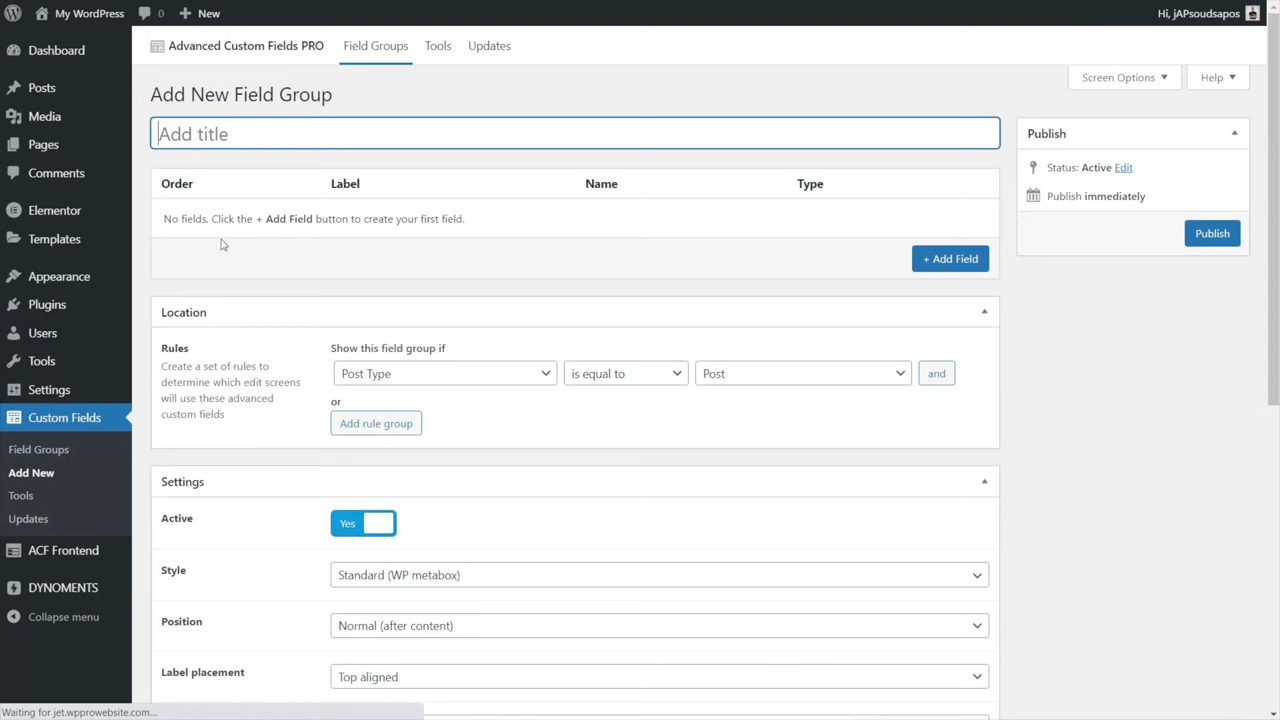 My WordPress
0
New
Hi, jAPsoudsapos
Dashboard
Posts
Media
Pages
Comments
Elementor
Templates
Appearance
Plugins
Users
Tools
Settings
Custom Fields
Field Groups
Add New
Tools
Updates
ACF Frontend
DYNOMENTS
Collapse menu
Advanced Custom Fields PRO
Field Groups
Tools
Updates
Screen Options
Help
Add New Field Group
Add title
Order Label Name Type
No fields. Click the + Add Field button to create your first field.
+ Add Field
Location
Rules
Create a set of rules to
determine which edit screens
will use these advanced
custom fields
Show this field group if
Post Type
is equal to
Post
and
or
Add rule group
Settings
Active
Yes
Style
Standard (WP metabox)
Position
Normal (after content)
Label placement
Top aligned
Publish
Status: Active Edit
Publish immediately
Publish
Waiting for jet.wpprowebsite.com...